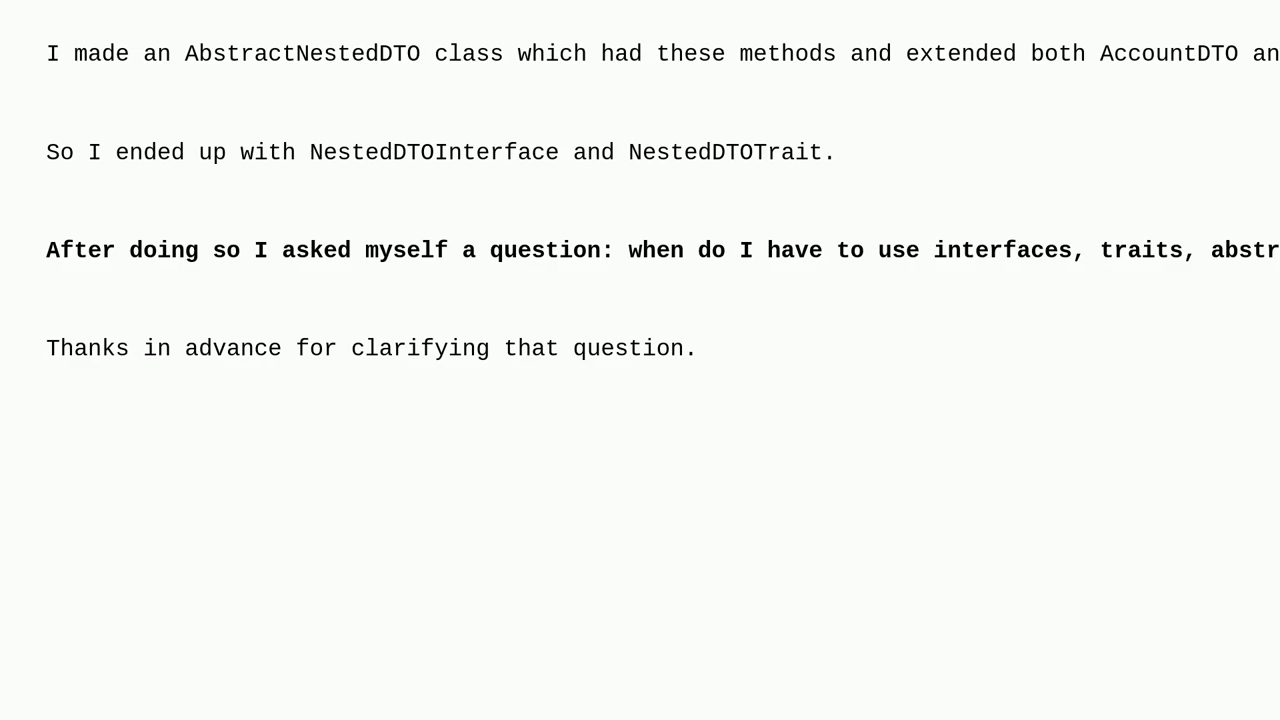 I made an AbstractNestedDTO class which had these methods and extended both AccountDTO an
So I ended up with NestedDTOInterface and NestedDTOTrait.
After doing so I asked myself a question: when do I have to use interfaces, traits, abstr
Thanks in advance for clarifying that question.